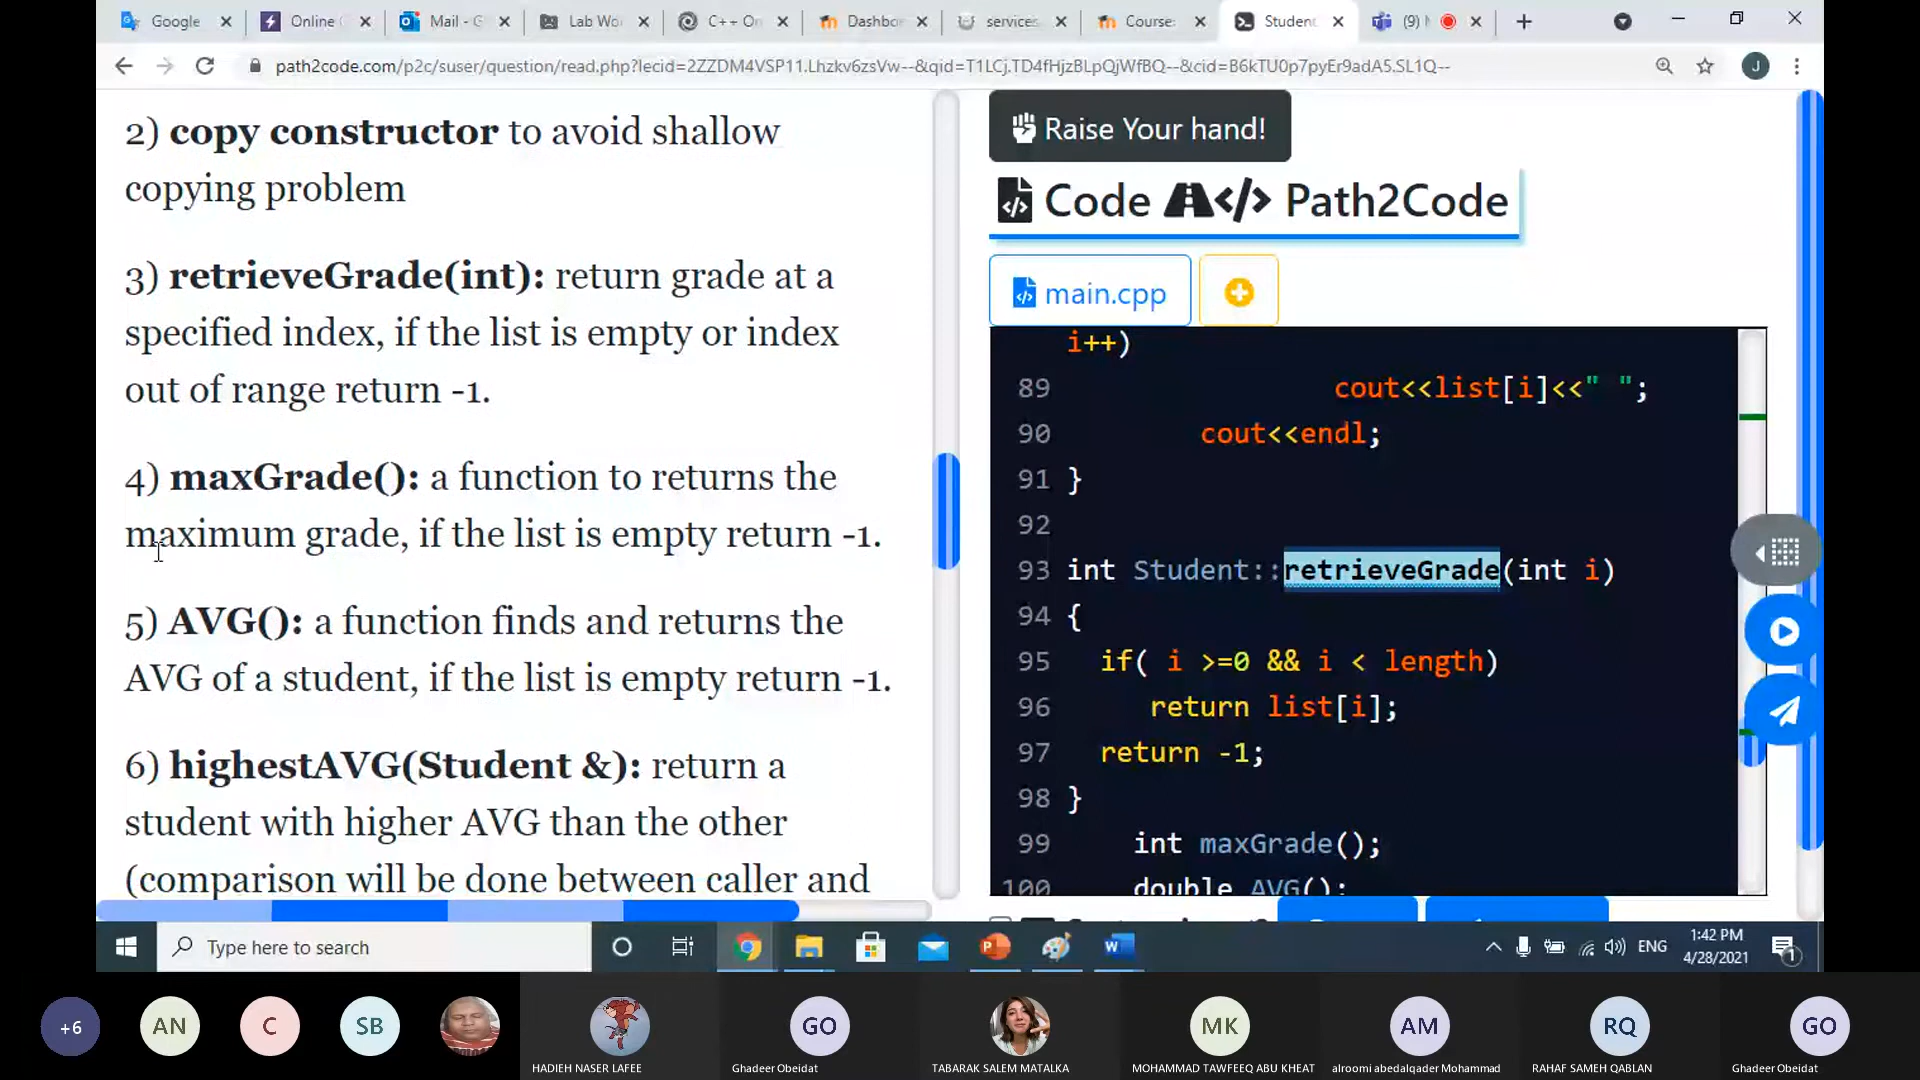 Google
Online
Mail - G
Lab Wo
C++ On
Dashbo
services
Course
Student
(9)
path2code.com/p2c/suser/question/read.php?lecid=2ZZDM4VSP11.Lhzkv6zsVw--&qid=T1LCj.TD4fHjzBLpQjWfBQ--&cid=B6kTU0p7pyEr9adA5.SL1Q--
J
2) copy constructor to avoid shallow
copying problem
3) retrieveGrade(int): return grade at a
specified index, if the list is empty or index
out of range return -1.
4) maxGrade(): a function to returns the
maximum grade, if the list is empty return -1.
5) AVG(): a function finds and returns the
AVG of a student, if the list is empty return -1.
6) highestAVG(Student &): return a
student with higher AVG than the other
(comparison will be done between caller and
Raise Your hand!
Code </> Path2Code
main.cpp
i++)
89 cout<<list[i]<<" ";
90 cout<<endl;
91 }
92
93 int Student::retrieveGrade(int i)
94 {
95 if( i >=0 && i < length)
96 return list[i];
97 return -1;
98 }
99 int maxGrade();
100 double AVG();
Type here to search
ENG
1:42 PM
4/28/2021
1
+6
AN
C
SB
GO
MK
AM
RQ
GO
HADIEH NASER LAFEE
Ghadeer Obeidat
TABARAK SALEM MATALKA
MOHAMMAD TAWFEEQ ABU KHEAT
alroomi abedalqader Mohammad
RAHAF SAMEH QABLAN
Ghadeer Obeidat